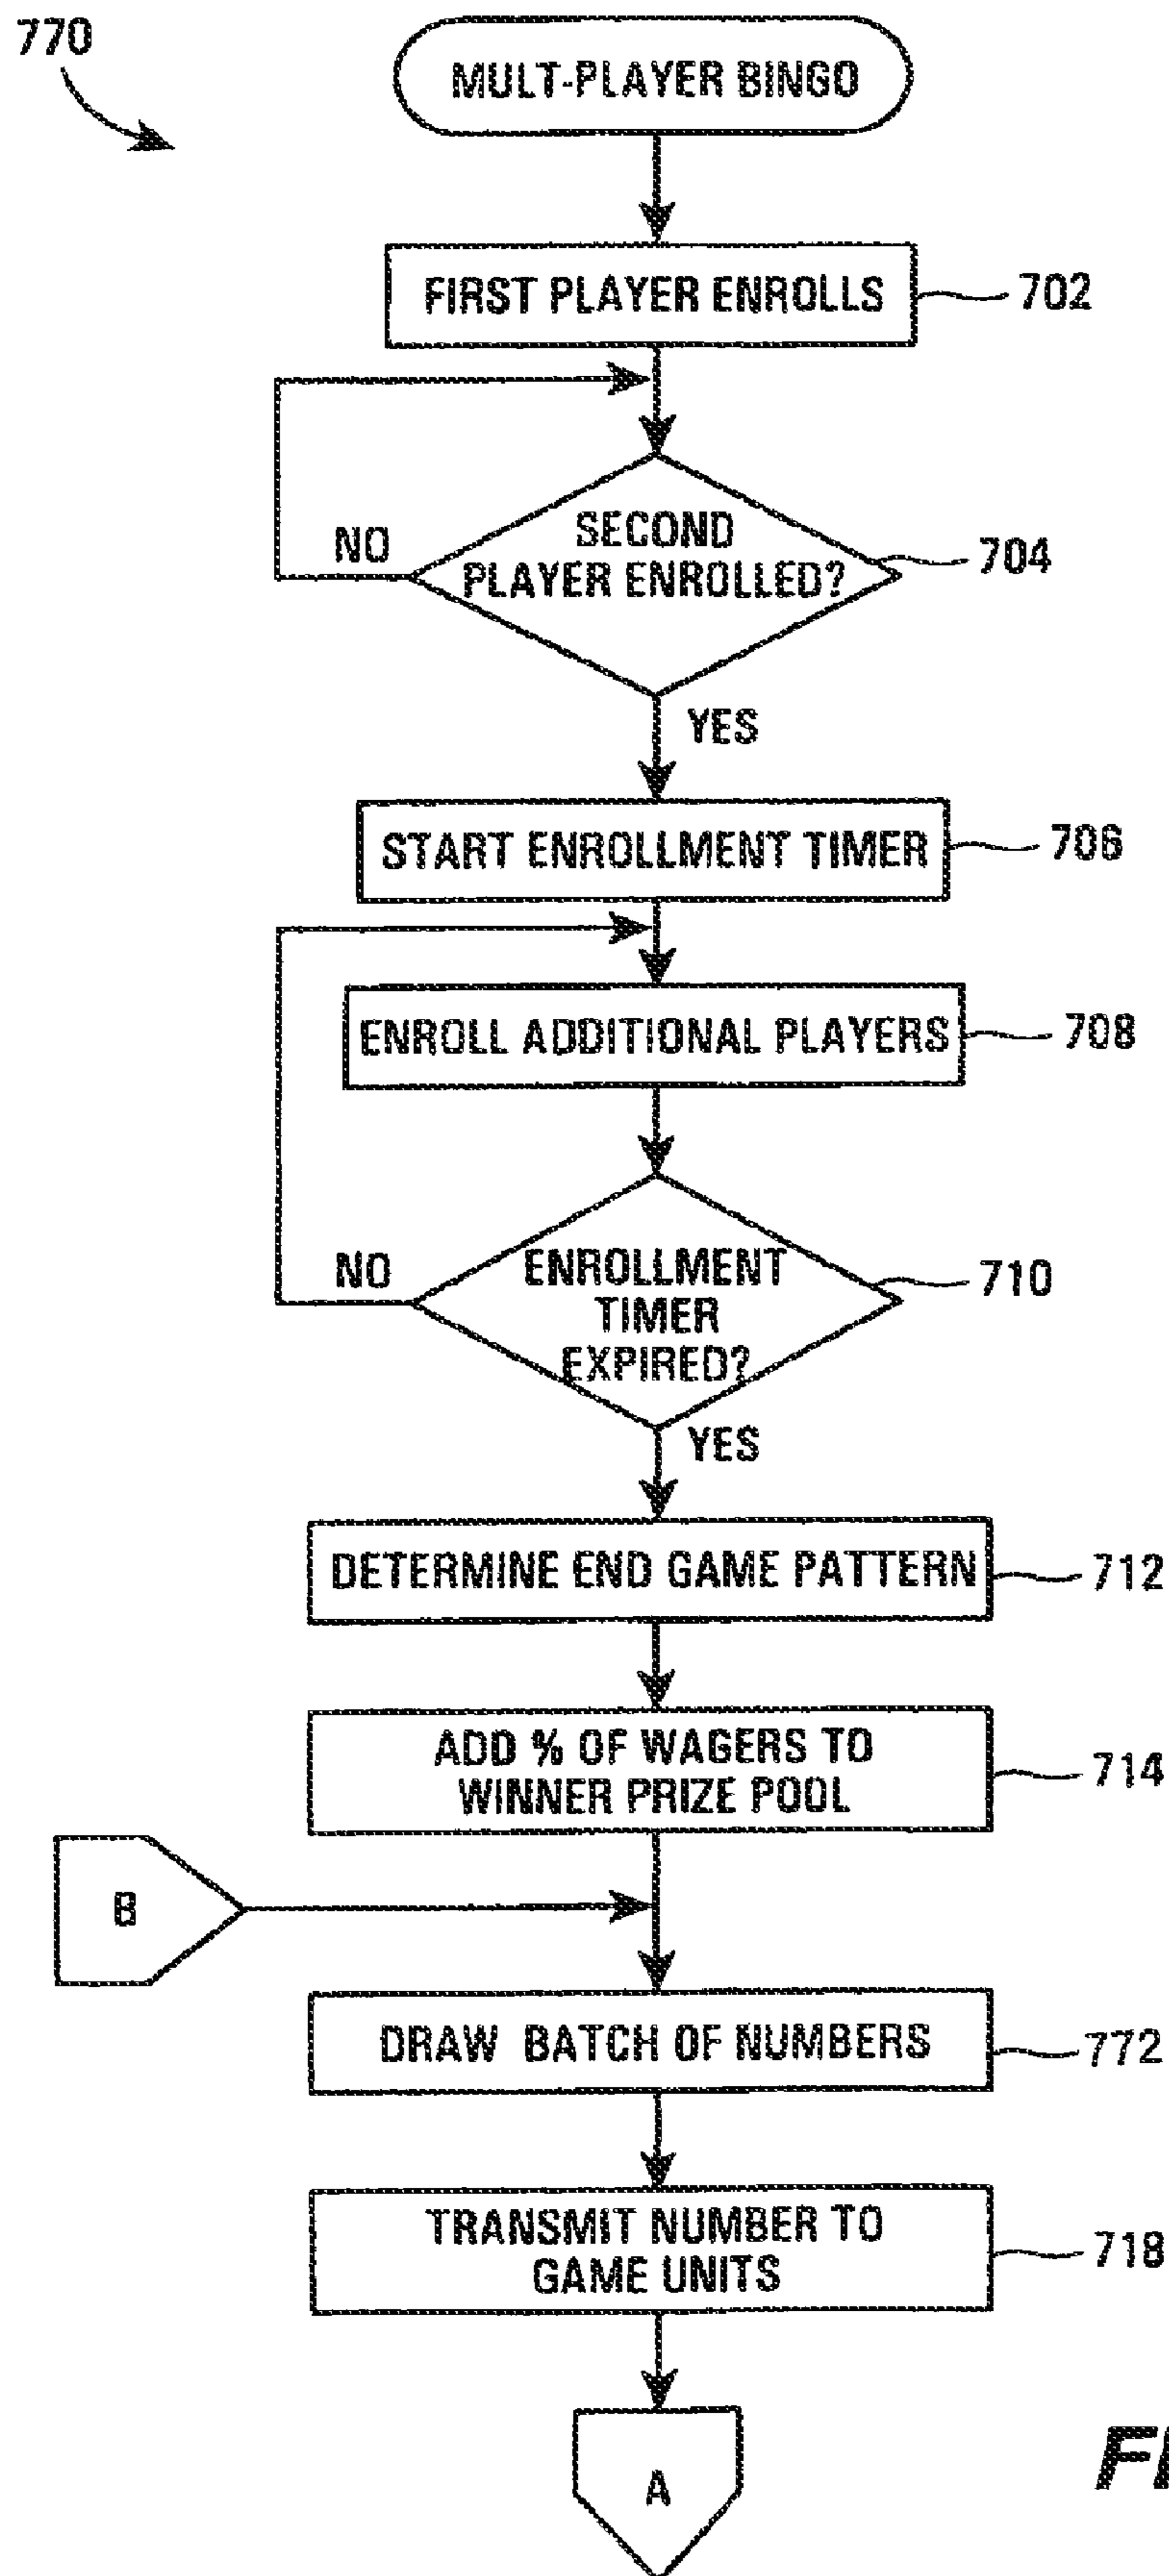 770
MULT-PLAYER BINGO
FIRST PLAYER ENROLLS
702
SECOND
PLAYER ENROLLED?
704
NO
YES
START ENROLLMENT TIMER
706
ENROLL ADDITIONAL PLAYERS
708
ENROLLMENT
TIMER
EXPIRED?
710
NO
YES
DETERMINE END GAME PATTERN
712
ADD % OF WAGERS TO
WINNER PRIZE POOL
714
B
DRAW BATCH OF NUMBERS
772
TRANSMIT NUMBER TO
GAME UNITS
718
A